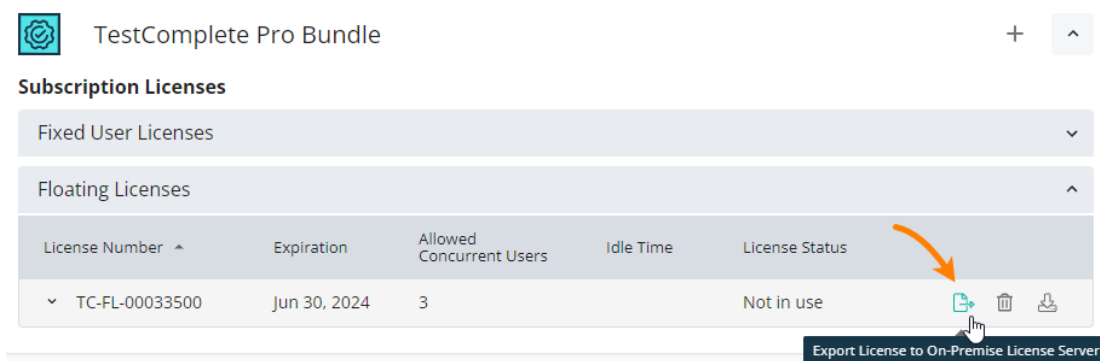 TestComplete Pro Bundle
Subscription Licenses
Fixed User Licenses
Floating Licenses
License Number Expiration Allowed Concurrent Users Idle Time License Status
TC-FL-00033500 Jun 30, 2024 3 Not in use
Export License to On-Premise License Server